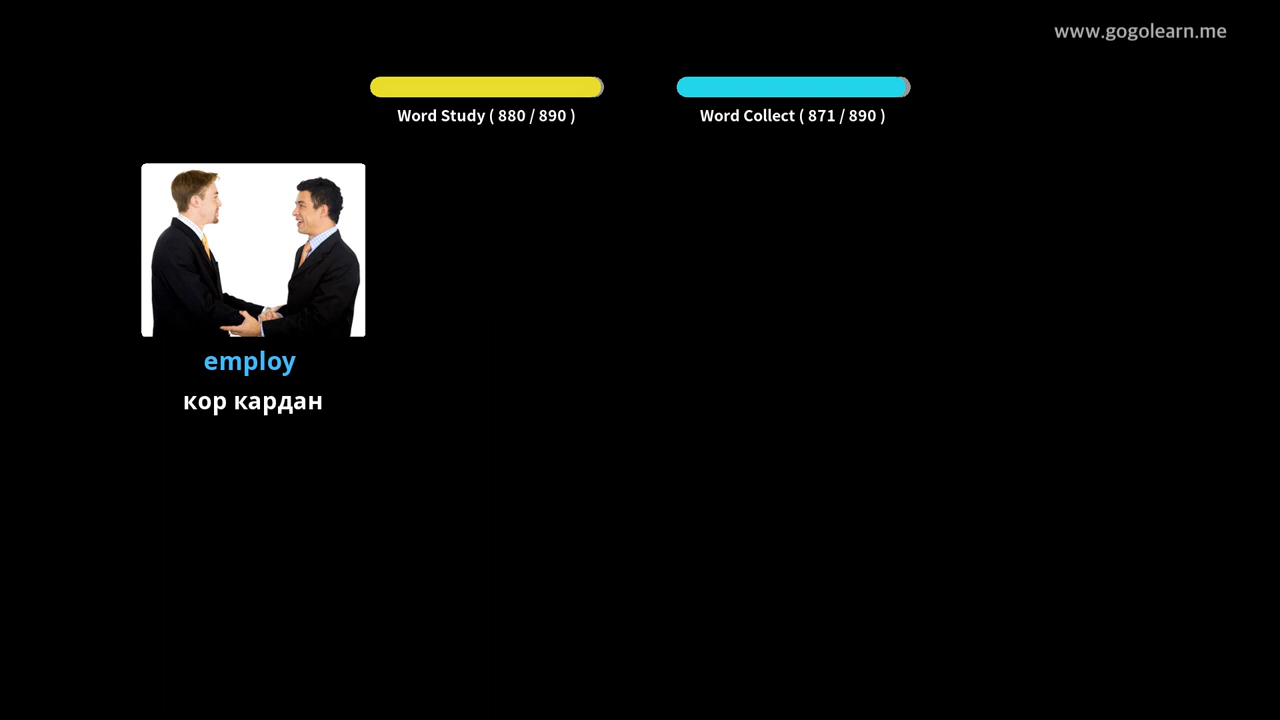 www.gogolearn.me
Word Study ( 880 / 890 )
Word Collect ( 871 / 890 )
employ
кор кардан